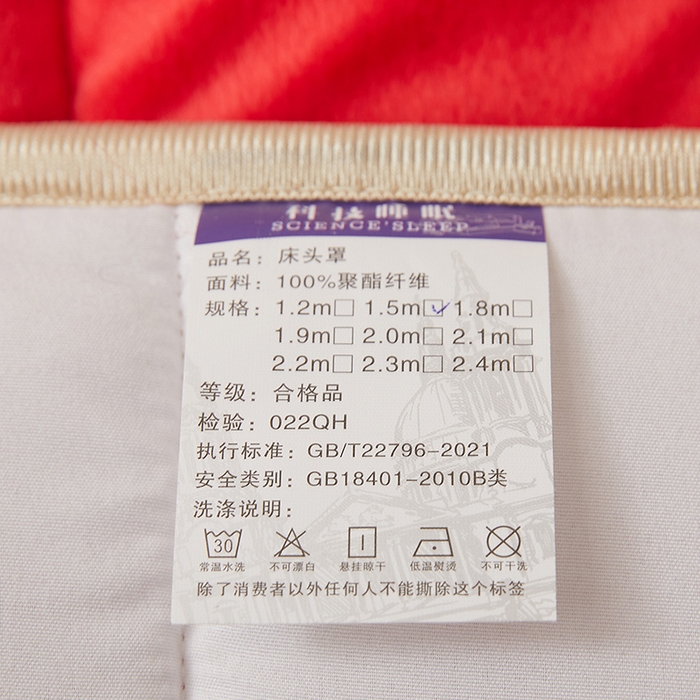 科技睡眠
SCIENCE'SLEEP
品名：床头罩
面料：100%聚酯纤维
规格：1.2m□ 1.5m☑ 1.8m□
1.9m□ 2.0m□ 2.1m□
2.2m□ 2.3m□ 2.4m□
等级：合格品
检验：022QH
执行标准：GB/T22796-2021
安全类别：GB18401-2010B类
洗涤说明：
30
常温水洗 不可漂白 悬挂晾干 低温熨烫 不可干洗
除了消费者以外任何人不能撕除这个标签